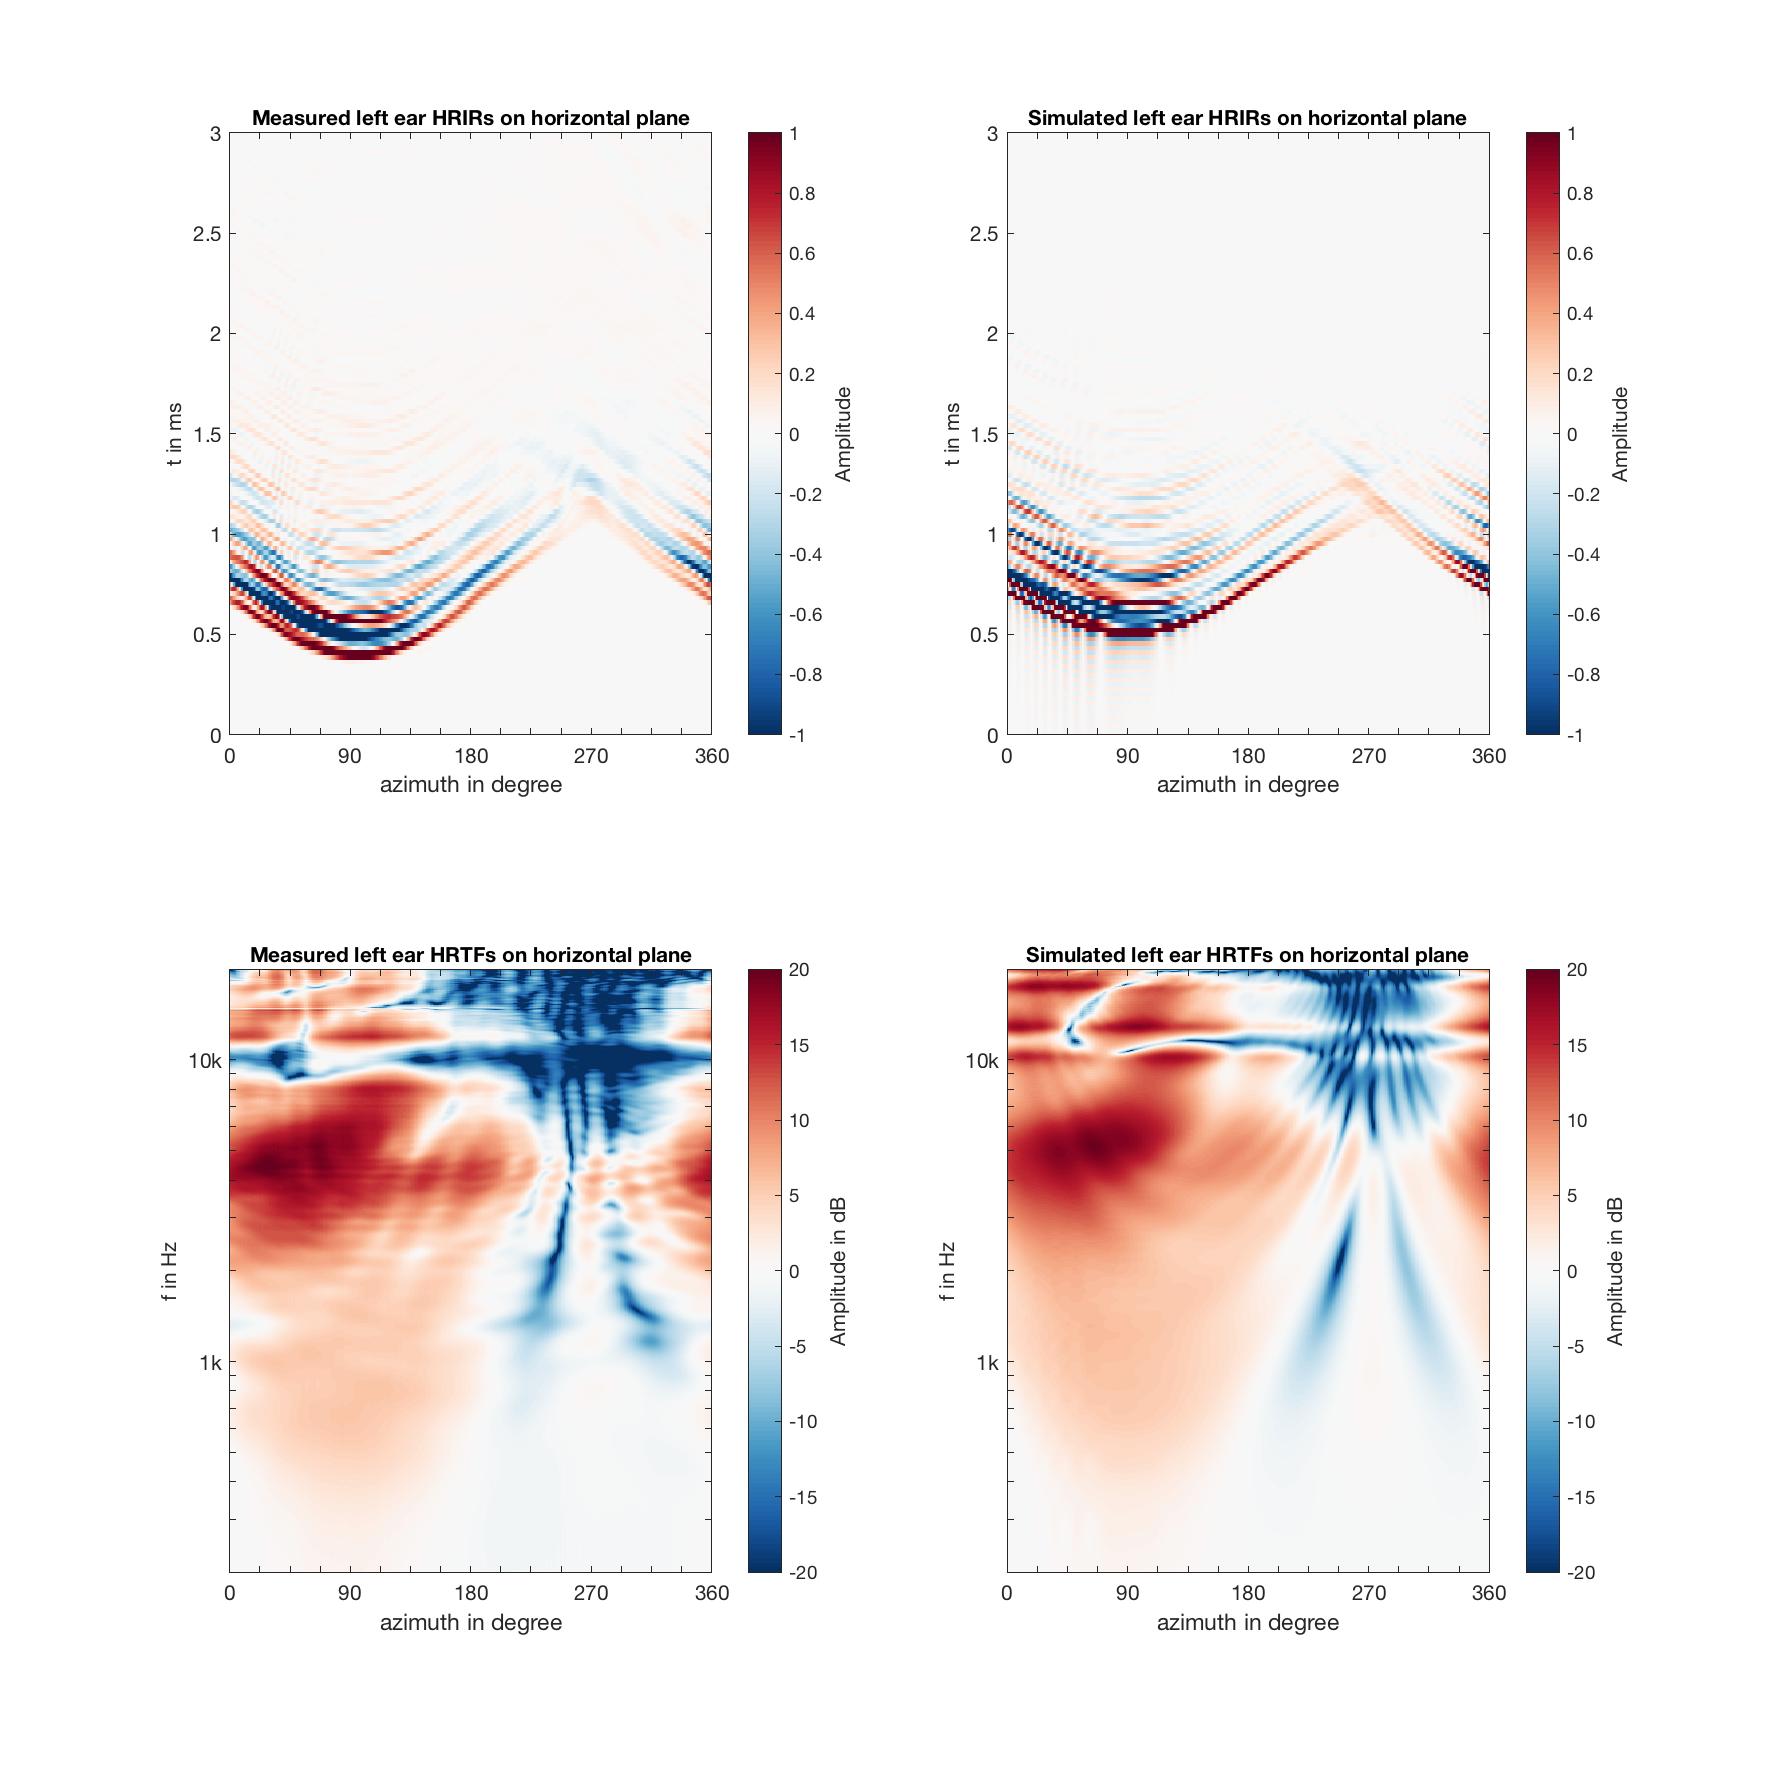 Measured left ear HRIRs on horizontal plane
3
2.5
2
1.5
1
0.5
0
t in ms
0 90 180 270 360
azimuth in degree
1
0.8
0.6
0.4
0.2
0
-0.2
-0.4
-0.6
-0.8
-1
Amplitude
Simulated left ear HRIRs on horizontal plane
3
2.5
2
1.5
1
0.5
0
t in ms
0 90 180 270 360
azimuth in degree
1
0.8
0.6
0.4
0.2
0
-0.2
-0.4
-0.6
-0.8
-1
Amplitude
Measured left ear HRTFs on horizontal plane
10k
1k
f in Hz
0 90 180 270 360
azimuth in degree
20
15
10
5
0
-5
-10
-15
-20
Amplitude in dB
Simulated left ear HRTFs on horizontal plane
10k
1k
f in Hz
0 90 180 270 360
azimuth in degree
20
15
10
5
0
-5
-10
-15
-20
Amplitude in dB